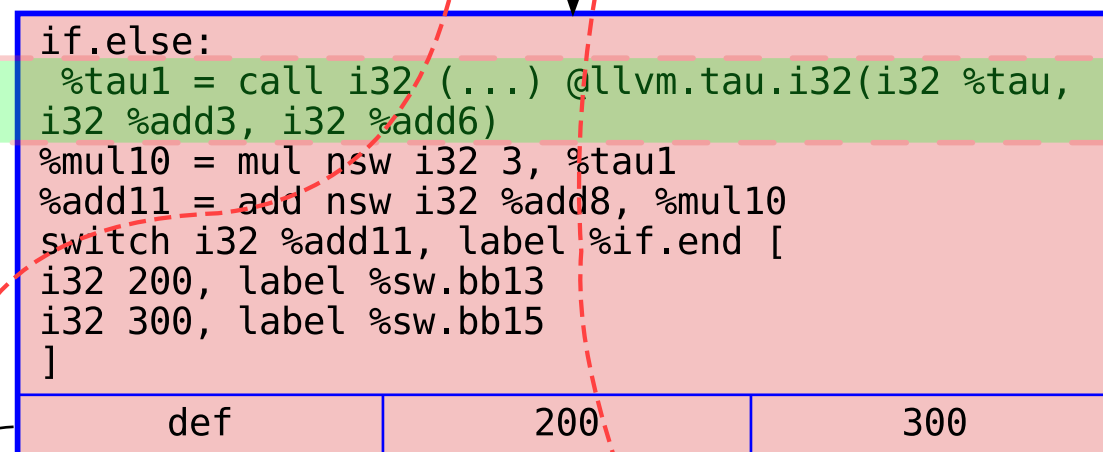 if.else:
%tau1 = call i32 (...) @llvm.tau.i32(i32 %tau,
i32 %add3, i32 %add6)
%mul10 = mul nsw i32 3, %tau1
%add11 = add nsw i32 %add8, %mul10
switch i32 %add11, label %if.end [
i32 200, label %sw.bb13
i32 300, label %sw.bb15
]
def 200 300